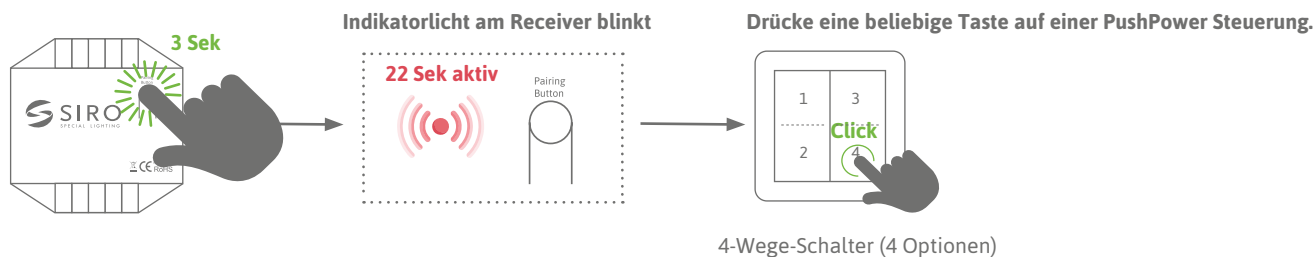 Indikatorlicht am Receiver blinkt
Drücke eine beliebige Taste auf einer PushPower Steuerung.
3 Sek
SIRO
SPECIAL LIGHTING
CE RoHS
22 Sek aktiv
Pairing
Button
1 3
Click
2 4
4-Wege-Schalter (4 Optionen)